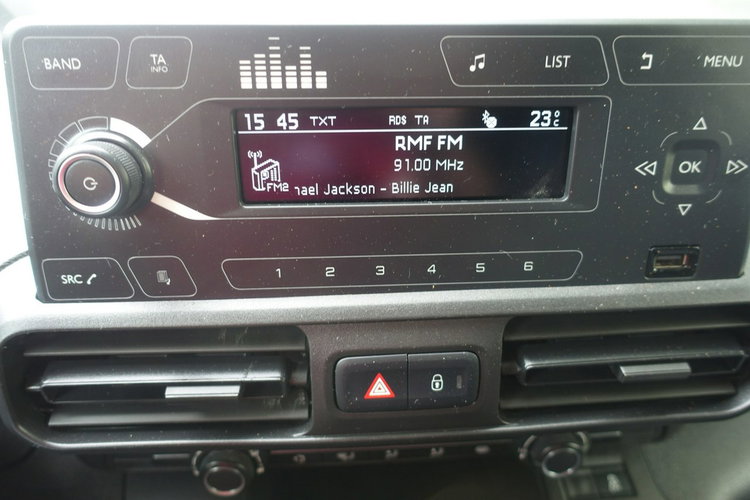 BAND
TA
INFO
LIST
MENU
15 45 TXT RDS TA 23°C
RMF FM
91.00 MHz
FM2
nael Jackson - Billie Jean
OK
SRC
1 2 3 4 5 6